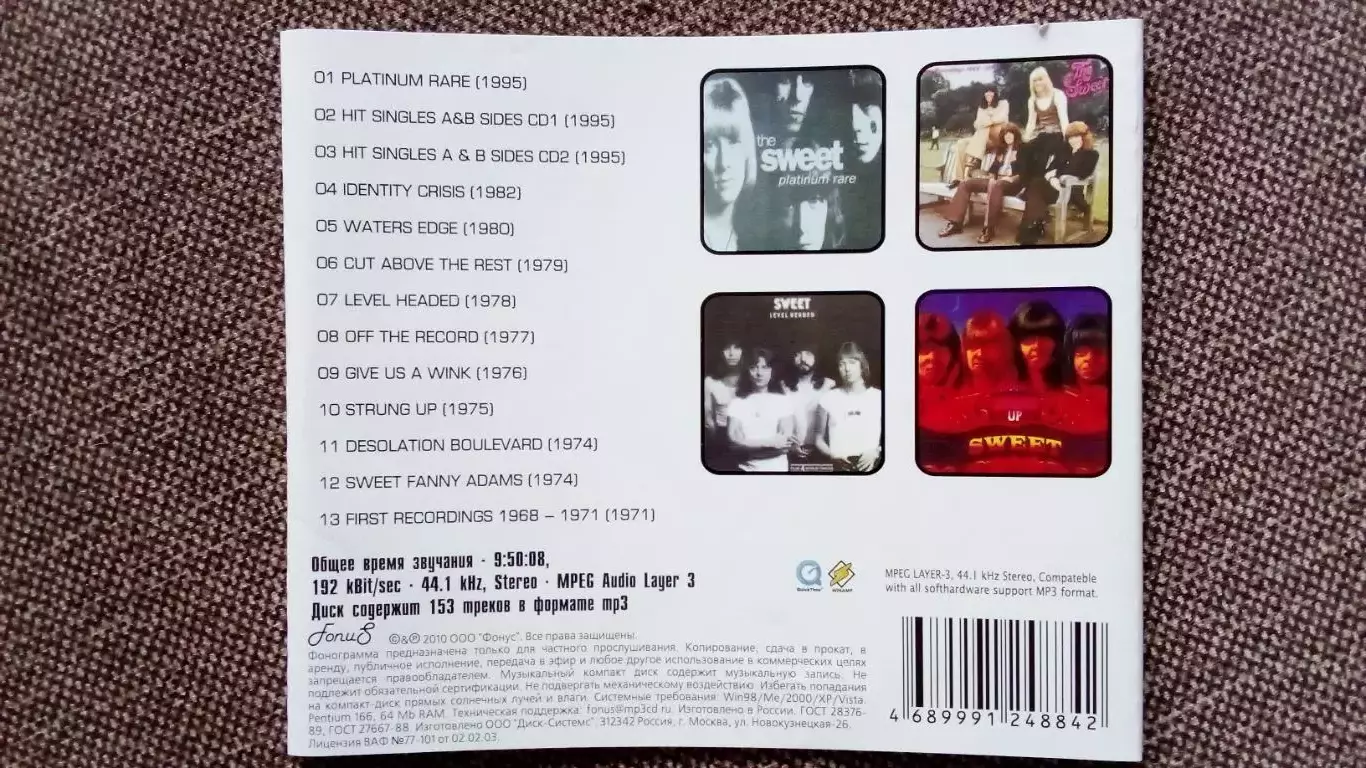 01 PLATINUM RARE (1995)
02 HIT SINGLES A&B SIDES CD1 (1995)
03 HIT SINGLES A & B SIDES CD2 (1995)
04 IDENTITY CRISIS (1982)
05 WATERS EDGE (1980)
06 CUT ABOVE THE REST (1979)
07 LEVEL HEADED (1978)
08 OFF THE RECORD (1977)
09 GIVE US A WINK (1976)
10 STRUNG UP (1975)
11 DESOLATION BOULEVARD (1974)
12 SWEET FANNY ADAMS (1974)
13 FIRST RECORDINGS 1968 – 1971 (1971)
the
sweet
platinum rare
The
Sweet
SWEET
LEVEL HEADED
UP
SWEET
Общее время звучания · 9:50:08,
192 kBit/sec · 44.1 kHz, Stereo · MPEG Audio Layer 3
Диск содержит 153 треков в формате mp3
QuickTime
WINAMP
MPEG LAYER-3, 44.1 kHz Stereo, Compateble
with all softhardware support MP3 format.
Fonus ©&℗ 2010 ООО "Фонус". Все права защищены.
Фонограмма предназначена только для частного прослушивания. Копирование, сдача в прокат, в
аренду, публичное исполнение, передача в эфир и любое другое использование в коммерческих целях
запрещается правообладателем. Музыкальный компакт диск содержит музыкальную запись. Не
подлежит обязательной сертификации. Не подвергать механическому воздействию. Избегать попадания
на компакт-диск прямых солнечных лучей и влаги. Системные требования: Win98/Me/2000/XP/Vista.
Pentium 166, 64 Mb RAM. Техническая поддержка: fonus@mp3cd.ru. Изготовлено в России. ГОСТ 28376-
89, ГОСТ 27667-88. Изготовлено ООО "Диск-Системс". 312342 Россия, г. Москва, ул. Новокузнецкая-26.
Лицензия ВАФ №77-101 от 02.02.03.
4 689991 248842